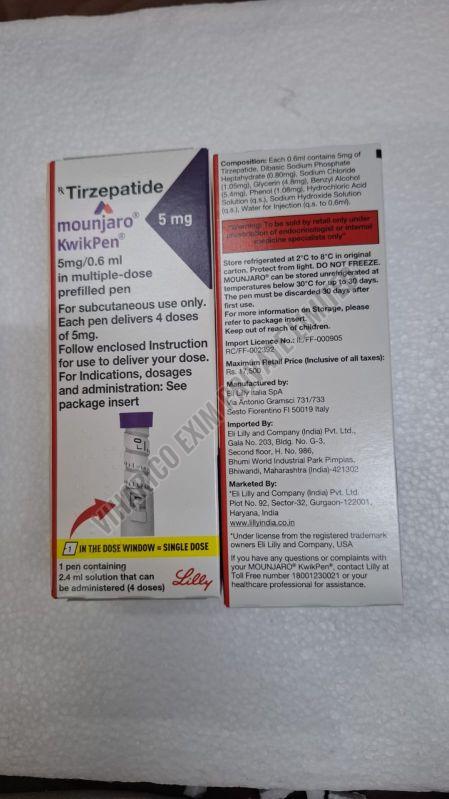 ℞ Tirzepatide
mounjaro®
KwikPen®
5 mg
5mg/0.6 ml
in multiple-dose
prefilled pen
For subcutaneous use only.
Each pen delivers 4 doses
of 5mg.
Follow enclosed Instruction
for use to deliver your dose.
For Indications, dosages
and administration: See
package insert
1 IN THE DOSE WINDOW = SINGLE DOSE
1 pen containing
2.4 ml solution that can
be administered (4 doses)
Lilly
Composition: Each 0.6ml contains 5mg of
Tirzepatide, Dibasic Sodium Phosphate
Heptahydrate (0.80mg), Sodium Chloride
(1.05mg), Glycerin (4.8mg), Benzyl Alcohol
(5.4mg), Phenol (1.08mg), Hydrochloric Acid
Solution (q.s.), Sodium Hydroxide Solution
(q.s.), Water for Injection (q.s. to 0.6ml).
"Warning: To be sold by retail only under
prescription of endocrinologist or internal
medicine specialists only"
Store refrigerated at 2°C to 8°C in original
carton. Protect from light. DO NOT FREEZE.
MOUNJARO® can be stored unrefrigerated at
temperatures below 30°C for up to 30 days.
The pen must be discarded 30 days after
first use.
For more information on Storage, please
refer to package insert.
Keep out of reach of children.
Import Licence No.: IL/FF-000905
RC/FF-002392
Maximum Retail Price (Inclusive of all taxes):
Rs. 17,500
Manufactured by:
Eli Lilly Italia SpA
Via Antonio Gramsci 731/733
Sesto Fiorentino FI 50019 Italy
Imported By:
Eli Lilly and Company (India) Pvt. Ltd.,
Gala No. 203, Bldg. No. G-3,
Second floor, H. No. 986,
Bhumi World Industrial Park Pimplas,
Bhiwandi, Maharashtra (India)-421302
Marketed By:
*Eli Lilly and Company (India) Pvt. Ltd.
Plot No. 92, Sector-32, Gurgaon-122001,
Haryana, India
www.lillyindia.co.in
*Under license from the registered trademark
owners Eli Lilly and Company, USA
If you have any questions or complaints with
your MOUNJARO® KwikPen®, contact Lilly at
Toll Free number 18001230021 or your
healthcare professional for assistance.
EXIM PRIVATE LIMITED